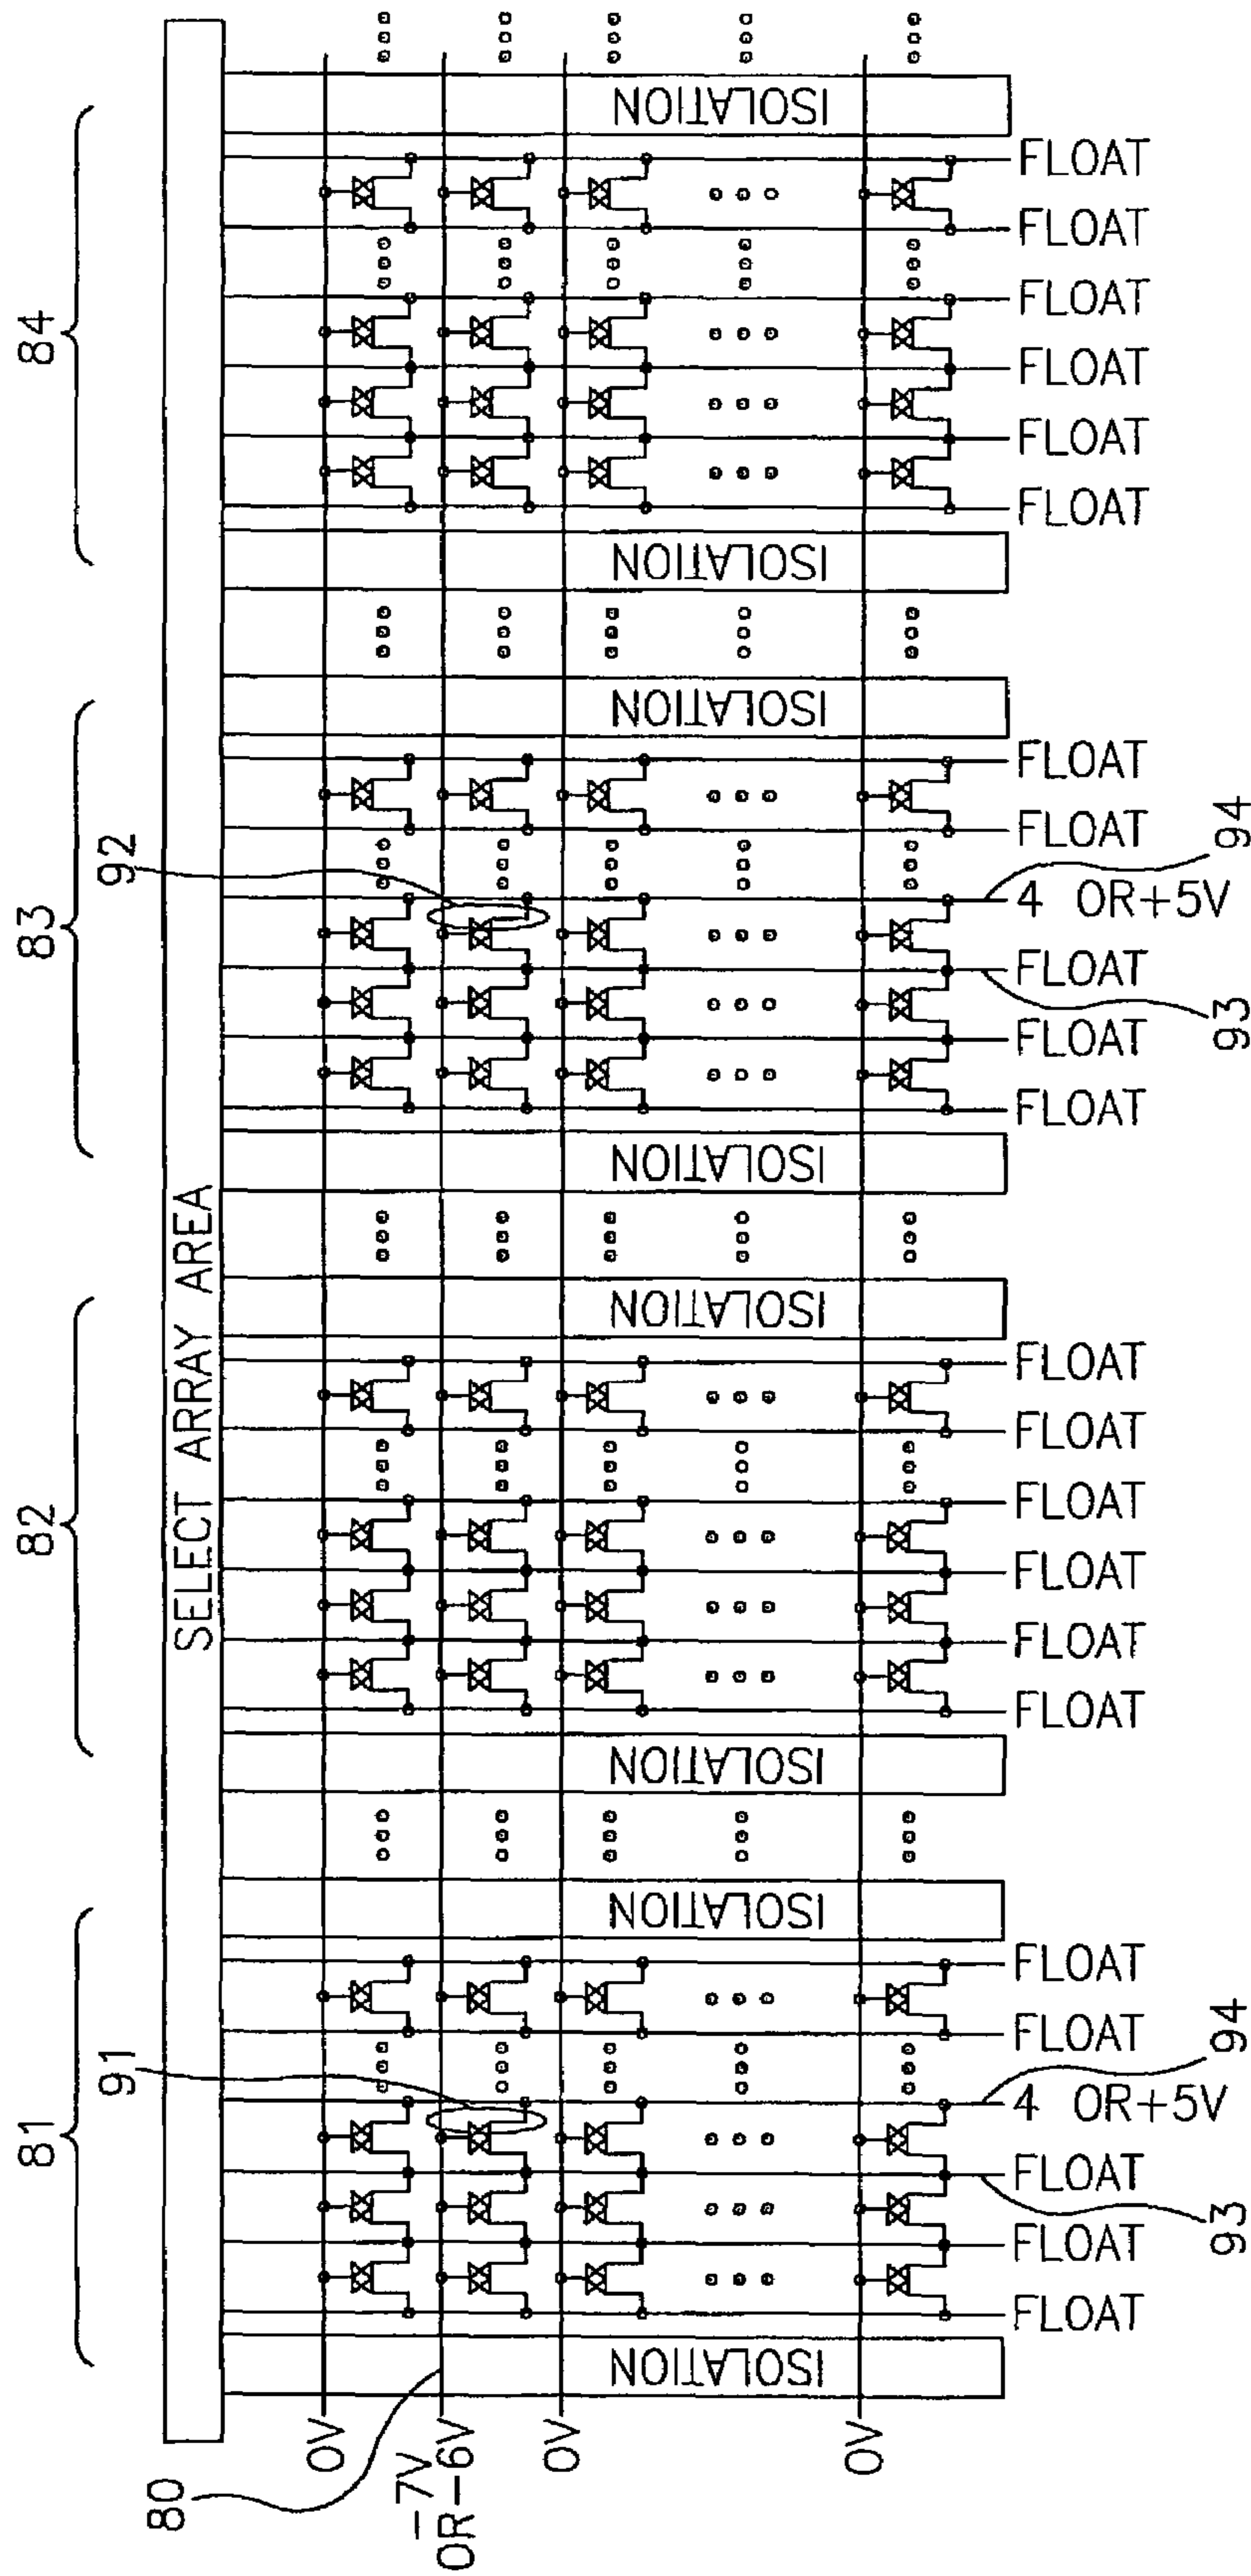 81
82
83
84
91
92
SELECT ARRAY AREA
80
0V
-7V
OR-6V
0V
0V
ISOLATION
ISOLATION
ISOLATION
ISOLATION
ISOLATION
ISOLATION
ISOLATION
ISOLATION
FLOAT
FLOAT
FLOAT
4 OR+5V
FLOAT
FLOAT
FLOAT
FLOAT
FLOAT
FLOAT
FLOAT
FLOAT
FLOAT
FLOAT
FLOAT
4 OR+5V
FLOAT
FLOAT
FLOAT
FLOAT
FLOAT
FLOAT
FLOAT
FLOAT
93
94
93
94